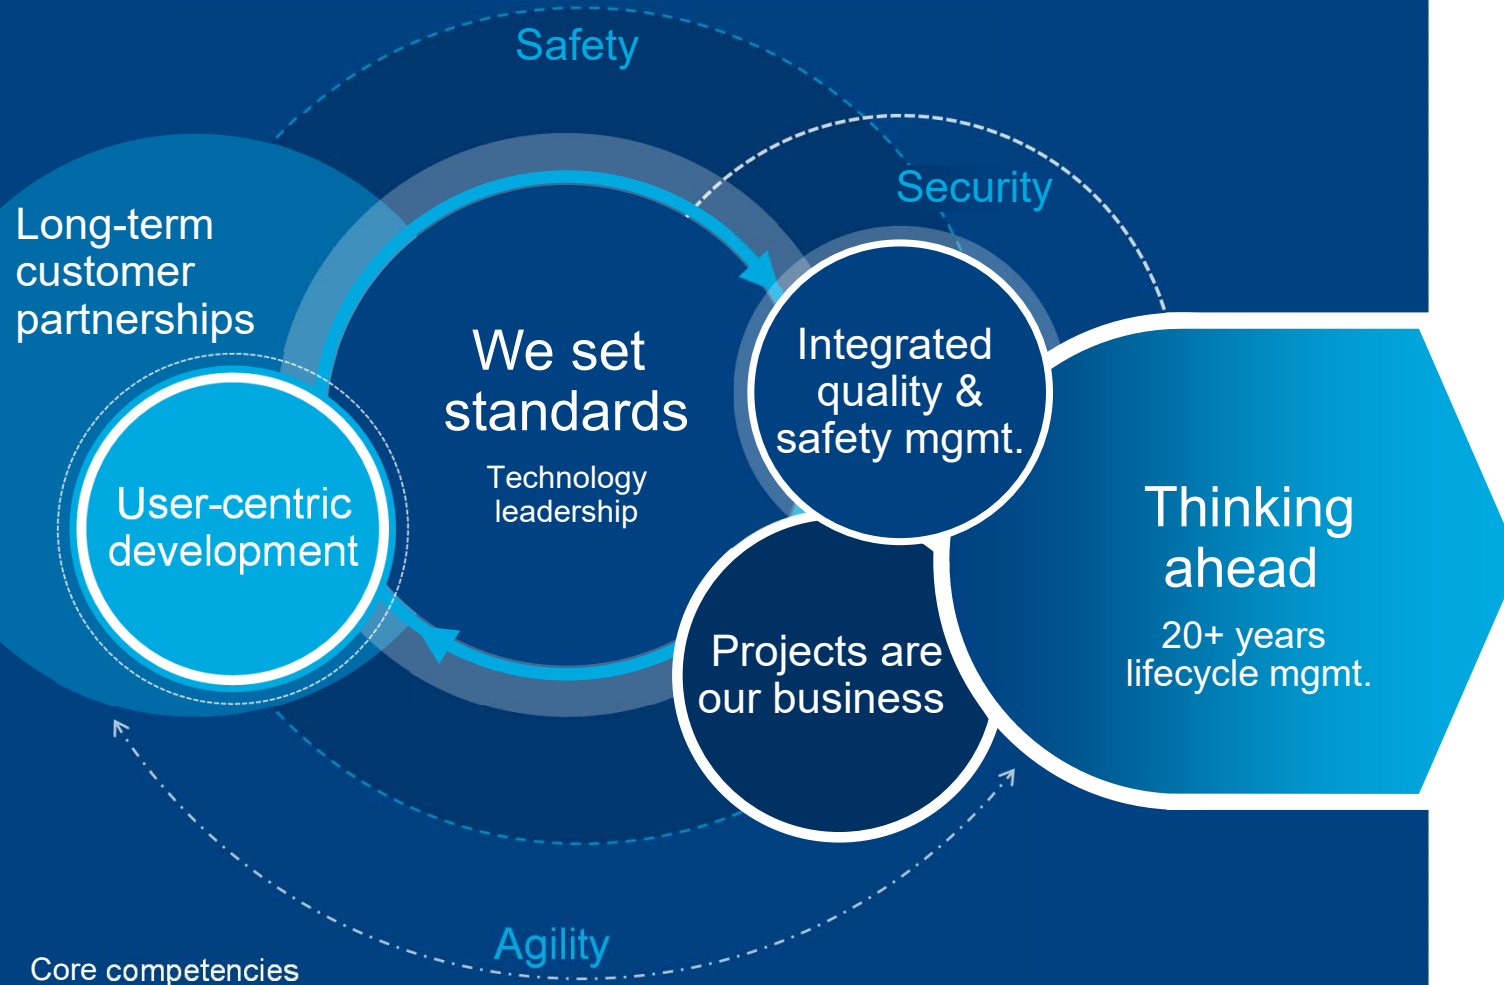 Safety
Security
Long-term
customer
partnerships
We set
standards
Technology
leadership
Integrated
quality &
safety mgmt.
User-centric
development
Thinking
ahead
20+ years
lifecycle mgmt.
Projects are
our business
Agility
Core competencies